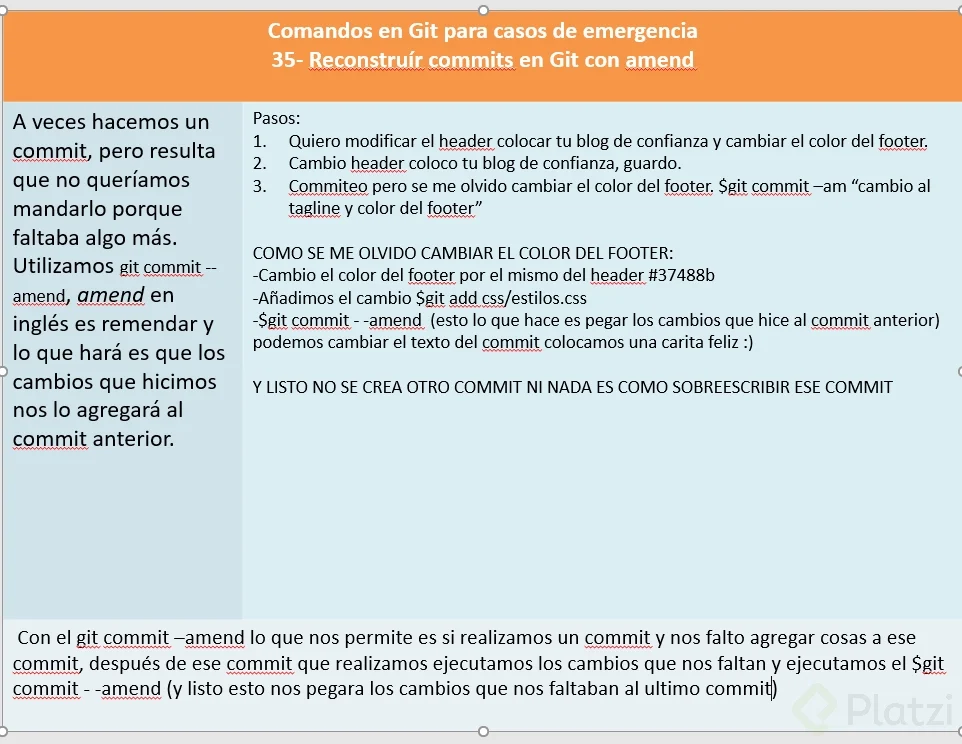 Comandos en Git para casos de emergencia
35- Reconstruír commits en Git con amend
A veces hacemos un
commit, pero resulta
que no queríamos
mandarlo porque
faltaba algo más.
Utilizamos git commit --
amend, amend en
inglés es remendar y
lo que hará es que los
cambios que hicimos
nos lo agregará al
commit anterior.
Pasos:
1. Quiero modificar el header colocar tu blog de confianza y cambiar el color del footer.
2. Cambio header coloco tu blog de confianza, guardo.
3. Commiteo pero se me olvido cambiar el color del footer. $git commit –am “cambio al
tagline y color del footer”
COMO SE ME OLVIDO CAMBIAR EL COLOR DEL FOOTER:
-Cambio el color del footer por el mismo del header #37488b
-Añadimos el cambio $git add css/estilos.css
-$git commit - -amend (esto lo que hace es pegar los cambios que hice al commit anterior)
podemos cambiar el texto del commit colocamos una carita feliz :)
Y LISTO NO SE CREA OTRO COMMIT NI NADA ES COMO SOBREESCRIBIR ESE COMMIT
Con el git commit –amend lo que nos permite es si realizamos un commit y nos falto agregar cosas a ese
commit, después de ese commit que realizamos ejecutamos los cambios que nos faltan y ejecutamos el $git
commit - -amend (y listo esto nos pegara los cambios que nos faltaban al ultimo commit)
Platzi